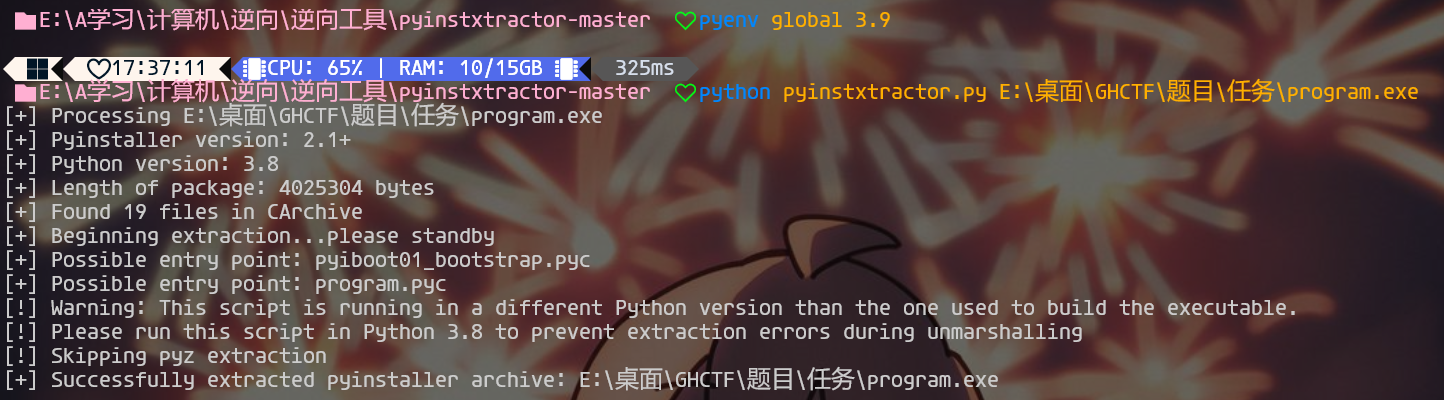 E:\A学习\计算机\逆向\逆向工具\pyinstxtractor-master pyenv global 3.9
17:37:11 CPU: 65% | RAM: 10/15GB 325ms
E:\A学习\计算机\逆向\逆向工具\pyinstxtractor-master python pyinstxtractor.py E:\桌面\GHCTF\题目\任务\program.exe
[+] Processing E:\桌面\GHCTF\题目\任务\program.exe
[+] Pyinstaller version: 2.1+
[+] Python version: 3.8
[+] Length of package: 4025304 bytes
[+] Found 19 files in CArchive
[+] Beginning extraction...please standby
[+] Possible entry point: pyiboot01_bootstrap.pyc
[+] Possible entry point: program.pyc
[!] Warning: This script is running in a different Python version than the one used to build the executable.
[!] Please run this script in Python 3.8 to prevent extraction errors during unmarshalling
[!] Skipping pyz extraction
[+] Successfully extracted pyinstaller archive: E:\桌面\GHCTF\题目\任务\program.exe